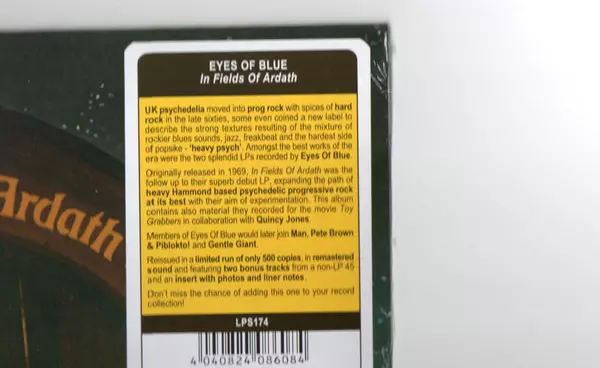 EYES OF BLUE
In Fields Of Ardath
UK psychedelia moved into prog rock with spices of hard
rock in the late sixties, some even coined a new label to
describe the strong textures resulting of the mixture of
rockier blues sounds, jazz, freakbeat and the hardest side
of popsike - 'heavy psych'. Amongst the best works of the
era were the two splendid LPs recorded by Eyes Of Blue.
Originally released in 1969, In Fields Of Ardath was the
follow up to their superb debut LP, expanding the path of
heavy Hammond based psychedelic progressive rock
at its best with their aim of experimentation. This album
contains also material they recorded for the movie Toy
Grabbers in collaboration with Quincy Jones.
Members of Eyes Of Blue would later join Man, Pete Brown
& Piblokto! and Gentle Giant.
Reissued in a limited run of only 500 copies, in remastered
sound and featuring two bonus tracks from a non-LP 45
and an insert with photos and liner notes.
Don't miss the chance of adding this one to your record
collection!
LPS174
4 040824 086084
Ardath